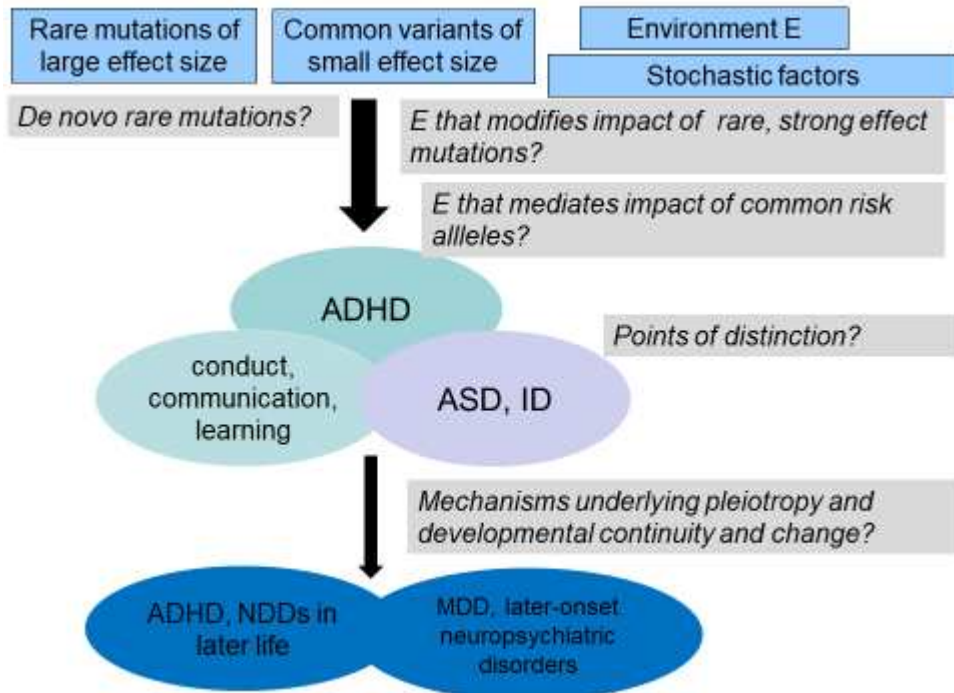 Rare mutations of
large effect size
Common variants of
small effect size
Environment E
Stochastic factors
De novo rare mutations?
E that modifies impact of rare, strong effect
mutations?
E that mediates impact of common risk
allleles?
ADHD
conduct,
communication,
learning
ASD, ID
Points of distinction?
Mechanisms underlying pleiotropy and
developmental continuity and change?
ADHD, NDDs in
later life
MDD, later-onset
neuropsychiatric
disorders